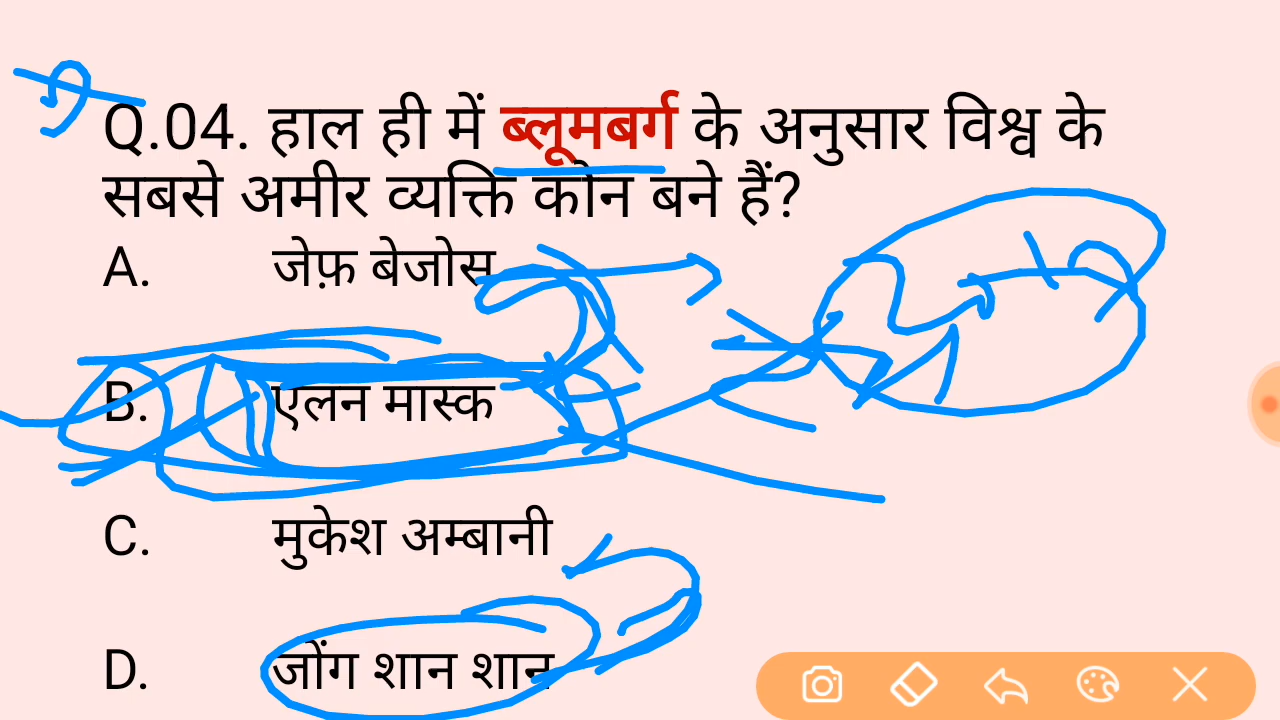 Q.04. हाल ही में ब्लूमबर्ग के अनुसार विश्व के
सबसे अमीर व्यक्ति कोन बने हैं?
A. जेफ़ बेजोस
B. एलन मास्क
C. मुकेश अम्बानी
D. जोंग शान शान